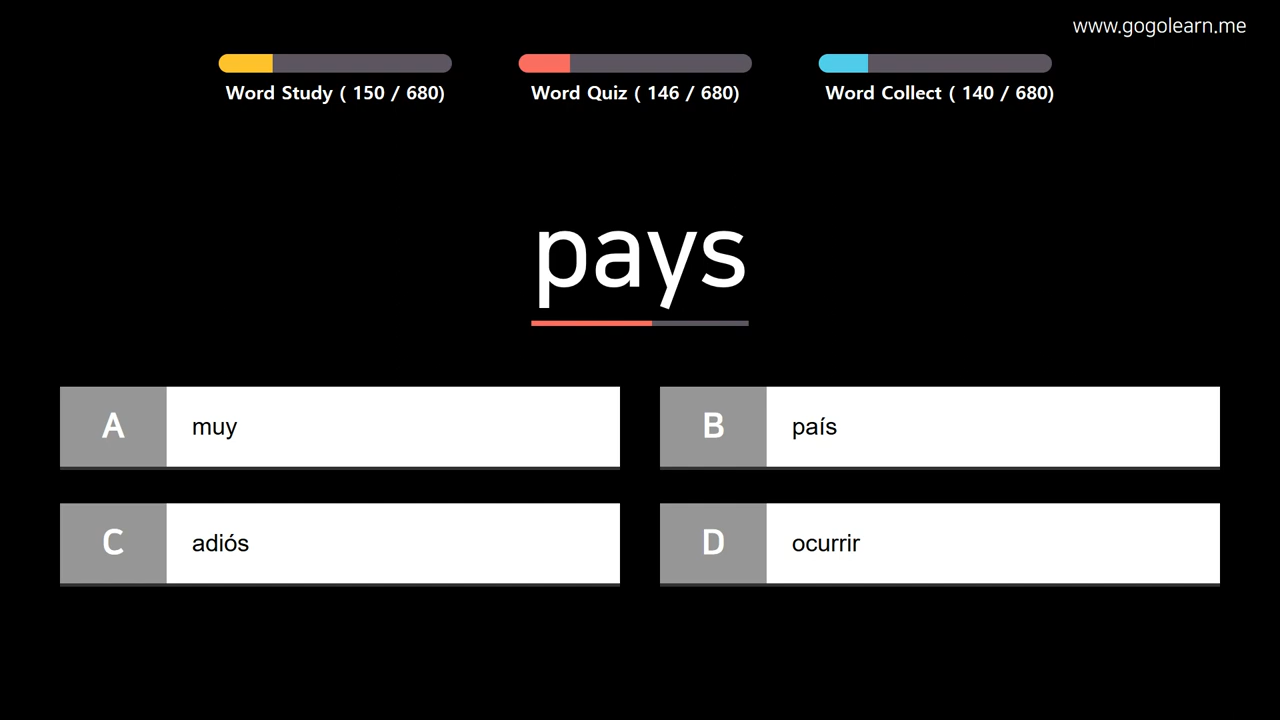 www.gogolearn.me
Word Study ( 150 / 680)
Word Quiz ( 146 / 680)
Word Collect ( 140 / 680)
pays
A muy
B país
C adiós
D ocurrir